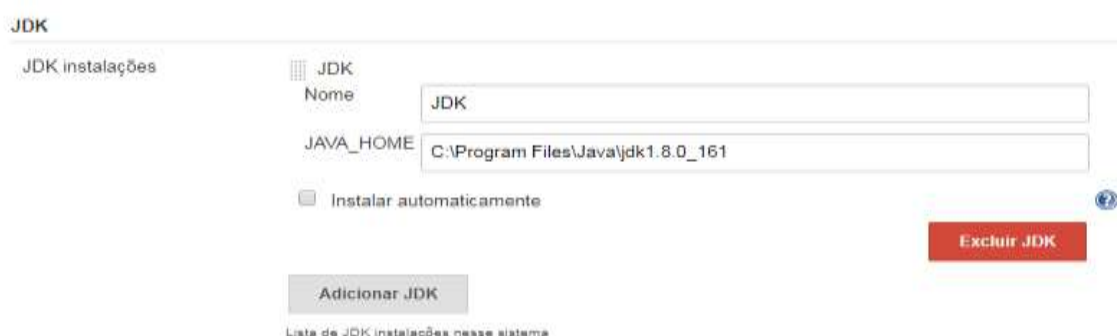 JDK
JDK instalações
JDK
Nome
JDK
JAVA_HOME
C:\Program Files\Java\jdk1.8.0_161
Instalar automaticamente
Excluir JDK
Adicionar JDK
Lista de JDK instalações nesse sistema